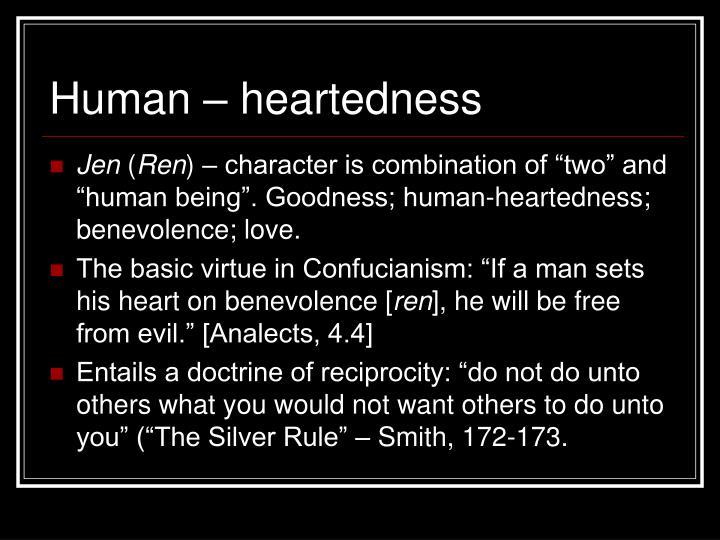 Human – heartedness
Jen (Ren) – character is combination of “two” and
“human being”. Goodness; human-heartedness;
benevolence; love.
The basic virtue in Confucianism: “If a man sets
his heart on benevolence [ren], he will be free
from evil.” [Analects, 4.4]
Entails a doctrine of reciprocity: “do not do unto
others what you would not want others to do unto
you” (“The Silver Rule” – Smith, 172-173.